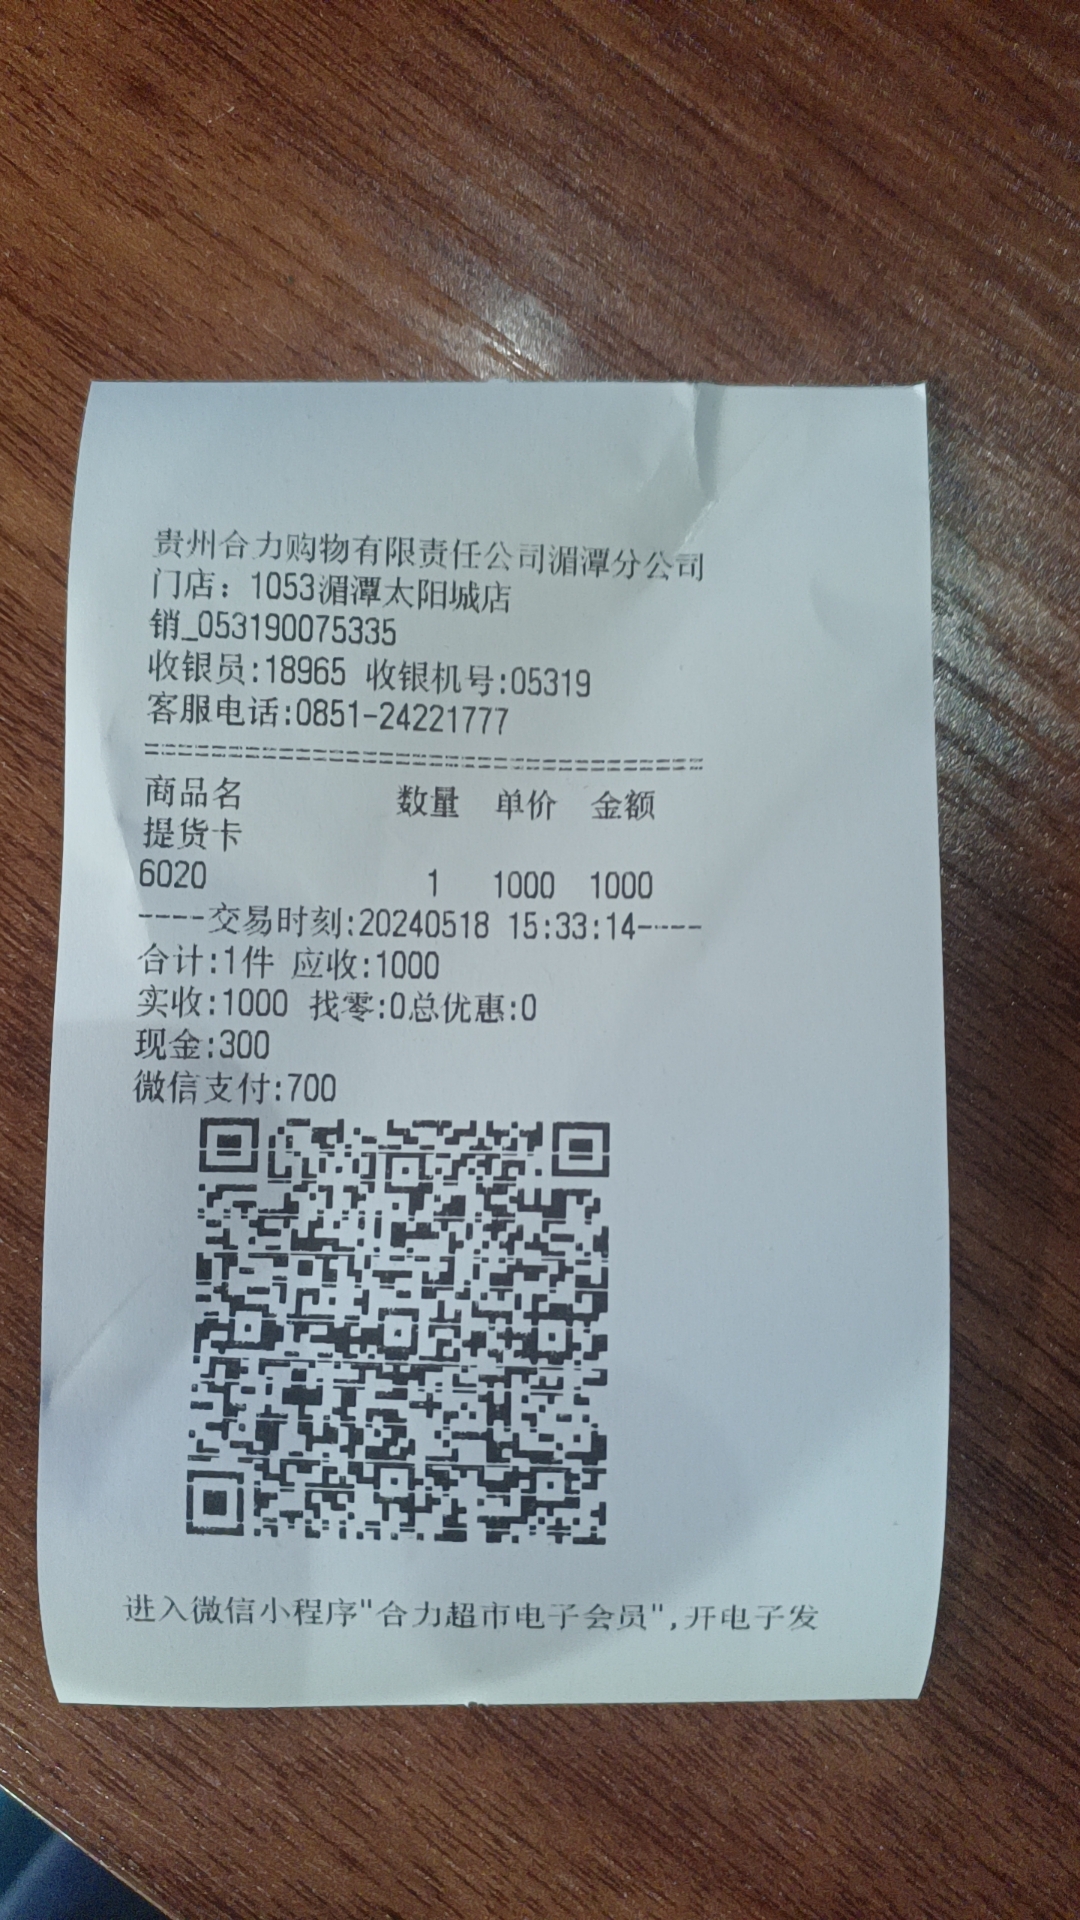 贵州合力购物有限责任公司湄潭分公司
门店：1053湄潭太阳城店
销_053190075335
收银员:18965 收银机号:05319
客服电话:0851-24221777
==================================
商品名 数量 单价 金额
提货卡
6020 1 1000 1000
----交易时刻:20240518 15:33:14----
合计:1件 应收:1000
实收:1000 找零:0总优惠:0
现金:300
微信支付:700
进入微信小程序"合力超市电子会员",开电子发